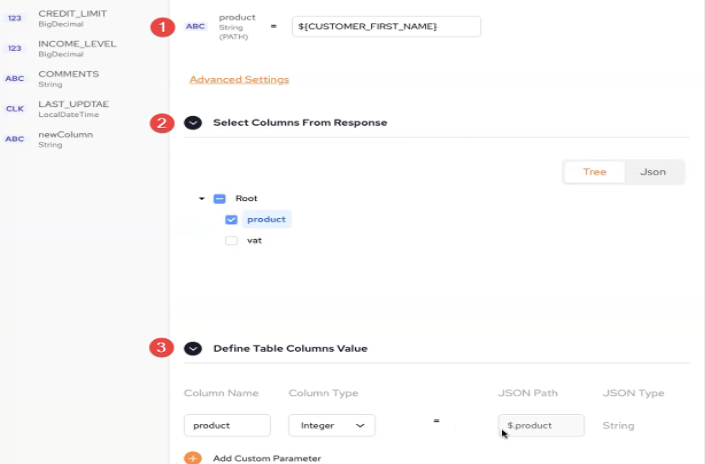 123 CREDIT_LIMIT
BigDecimal
123 INCOME_LEVEL
BigDecimal
ABC COMMENTS
String
CLK LAST_UPDTAE
LocalDateTime
ABC newColumn
String
1 ABC product = ${CUSTOMER_FIRST_NAME}
String
(PATH)
Advanced Settings
2 Select Columns From Response
Tree Json
Root
product
vat
3 Define Table Columns Value
Column Name Column Type JSON Path JSON Type
product Integer = $.product String
Add Custom Parameter